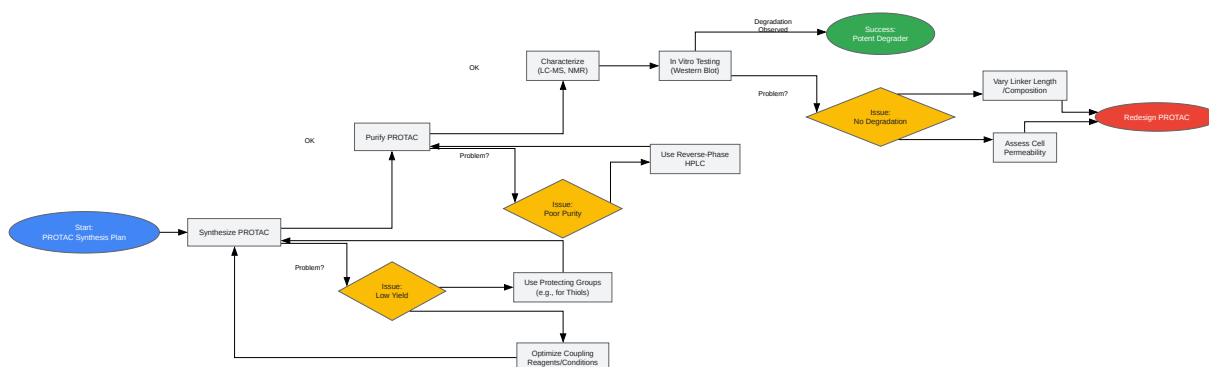 Start:
PROTAC Synthesis Plan
Synthesize PROTAC
OK
Problem?
Issue:
Low Yield
Use Protecting Groups
(e.g., for Thiols)
Optimize Coupling
Reagents/Conditions
Purify PROTAC
OK
Problem?
Issue:
Poor Purity
Use Reverse-Phase
HPLC
Characterize
(LC-MS, NMR)
In Vitro Testing
(Western Blot)
Degradation
Observed
Success:
Potent Degrader
Problem?
Issue:
No Degradation
Vary Linker Length
/Composition
Assess Cell
Permeability
Redesign PROTAC